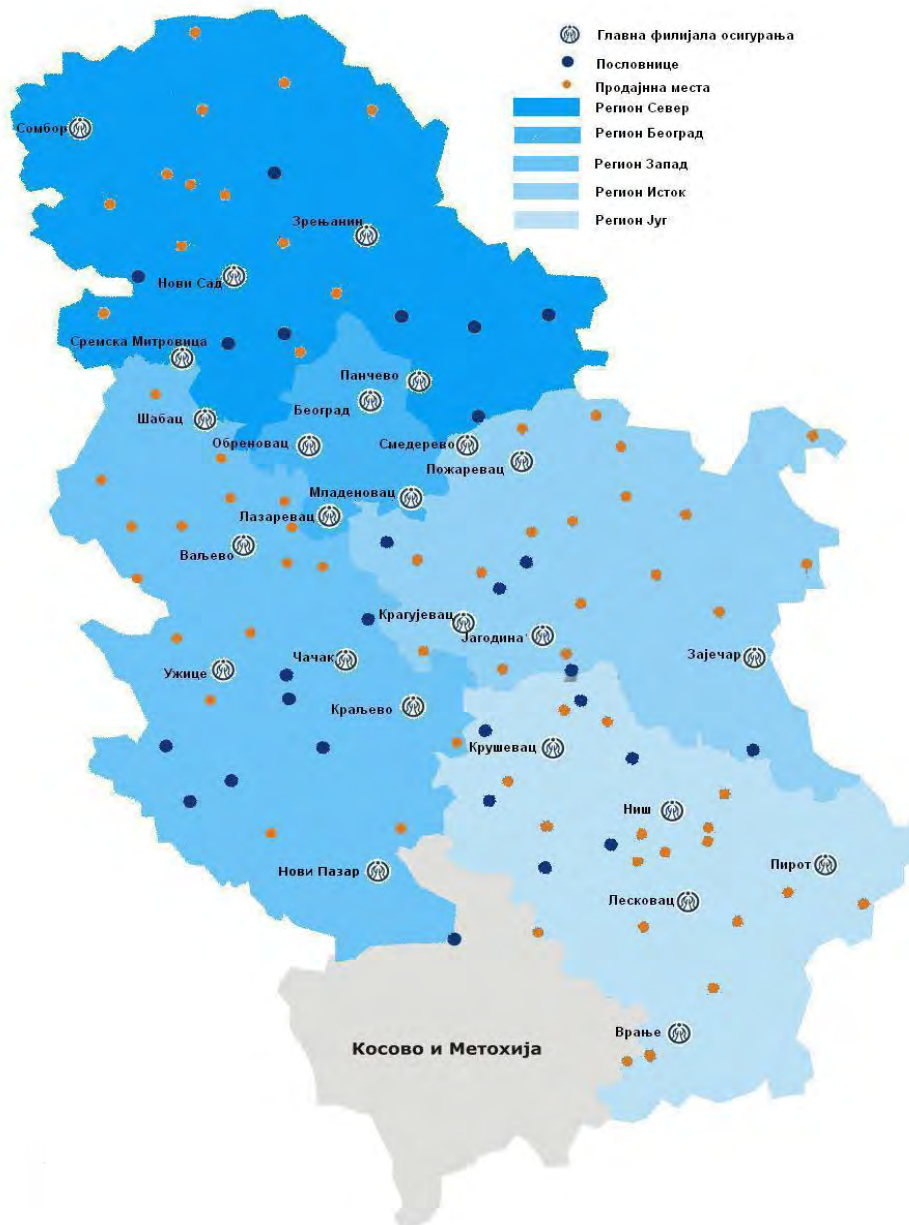 Главна филијала осигурања
Пословнице
Продајнна места
Регион Север
Регион Београд
Регион Запад
Регион Исток
Регион Југ
Сомбор
Зрењанин
Нови Сад
Сремска Митровица
Панчево
Београд
Шабац
Обреновац
Смедерево
Пожаревац
Младеновац
Лазаревац
Ваљево
Крагујевац
Јагодина
Чачак
Зајечар
Ужице
Краљево
Крушевац
Ниш
Пирот
Нови Пазар
Лесковац
Врање
Косово и Метохија